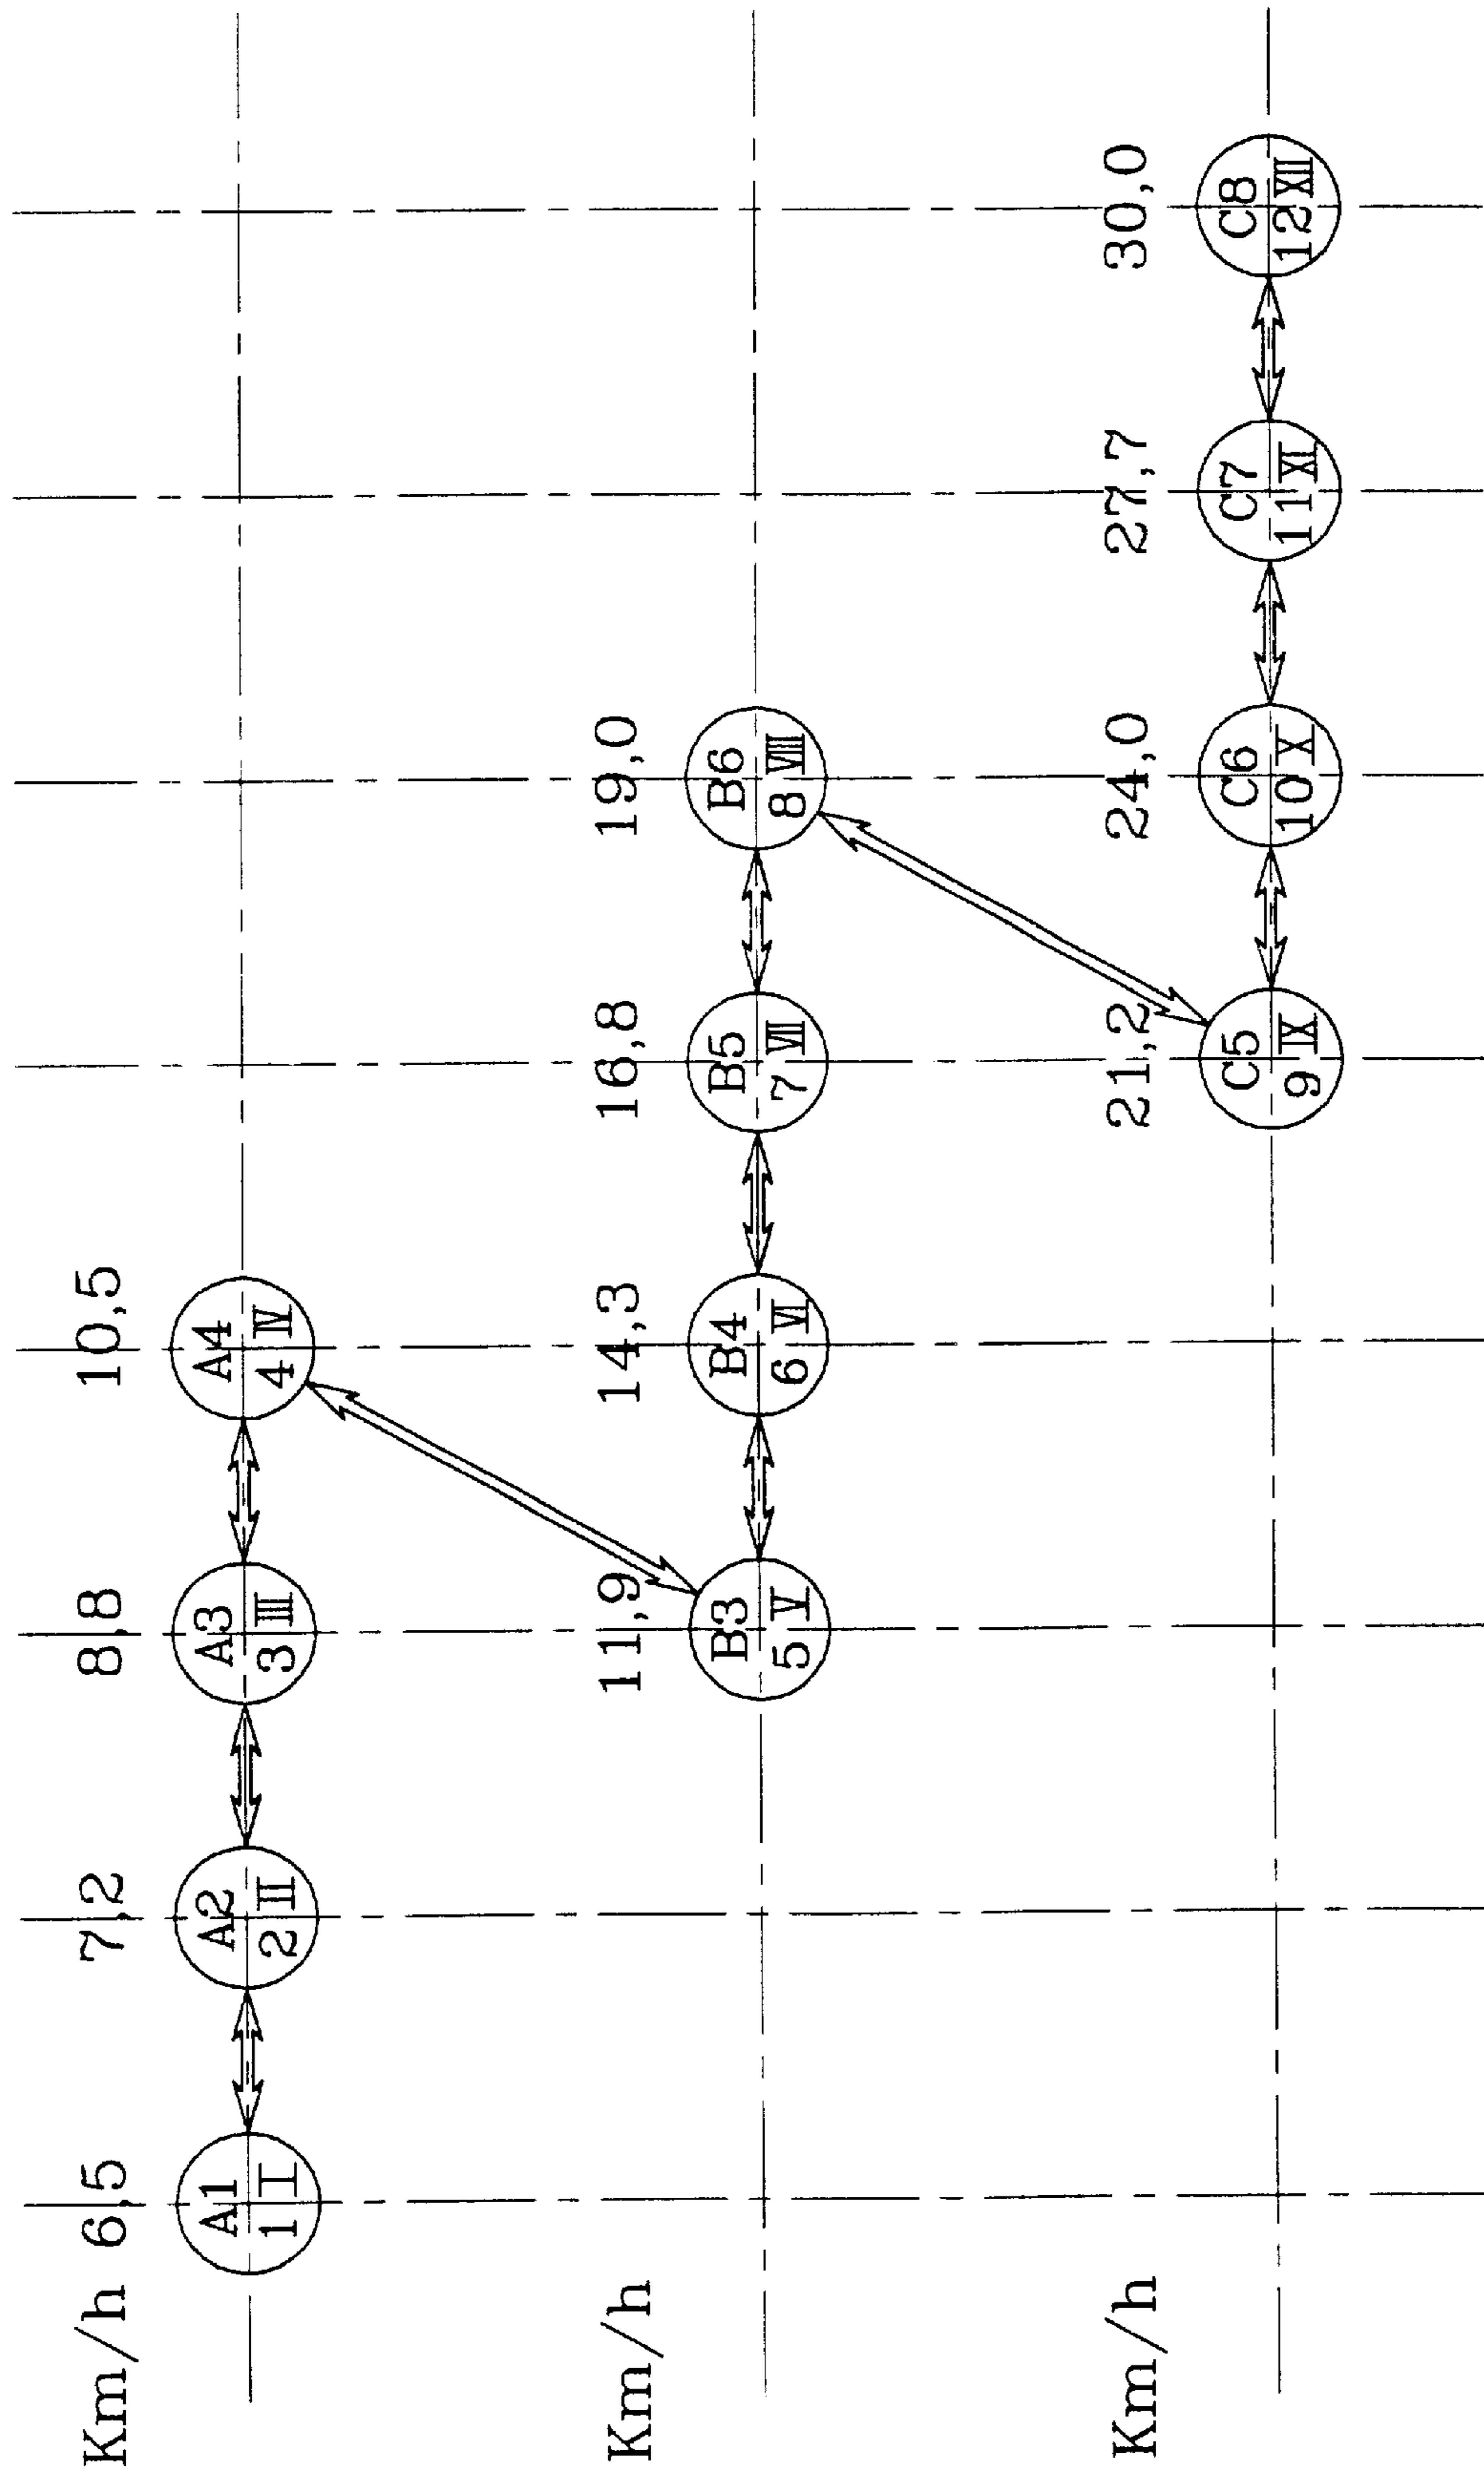 Km/h 6,5 7,2 8,8 10,5
A1 A2 A3 A4
1 I 2 II 3 III 4 IV
Km/h 11,9 14,3 16,8 19,0
B3 B4 B5 B6
5 V 6 VI 7 VII 8 VIII
Km/h 21,2 24,0 27,7 30,0
C5 C6 C7 C8
9 IX 10 X 11 XI 12 XII